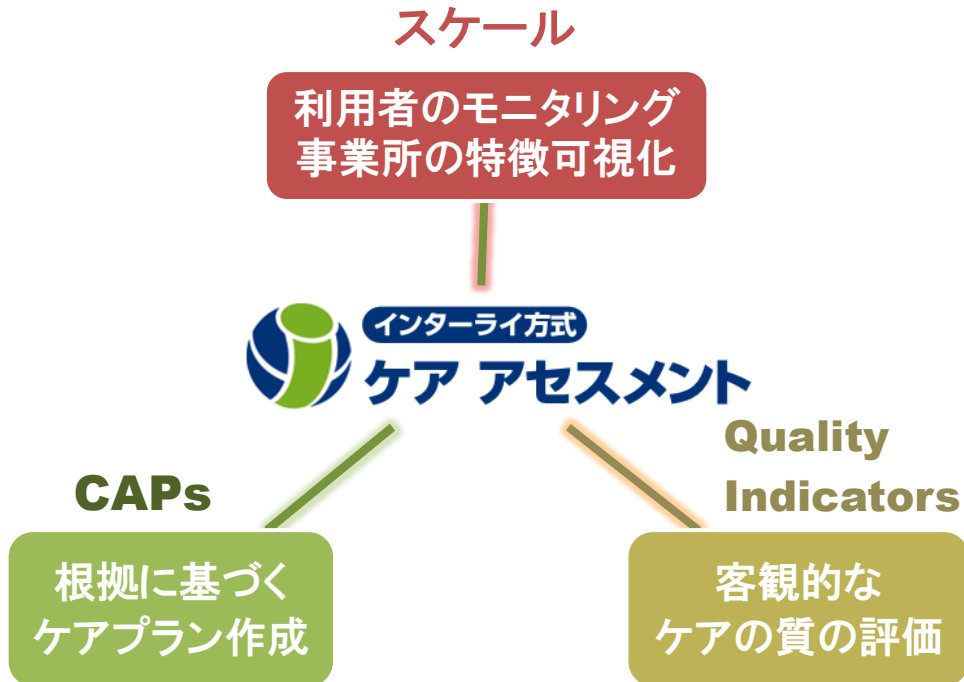 スケール
利用者のモニタリング
事業所の特徴可視化
インターライ方式
ケア アセスメント
CAPs
根拠に基づく
ケアプラン作成
Quality
Indicators
客観的な
ケアの質の評価